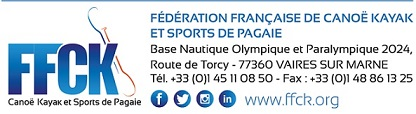 FFCK
Canoë Kayak et Sports de Pagaie
FÉDÉRATION FRANÇAISE DE CANOË KAYAK
ET SPORTS DE PAGAIE
Base Nautique Olympique et Paralympique 2024,
Route de Torcy - 77360 VAIRES SUR MARNE
Tél. +33 (0)1 45 11 08 50 - Fax : +33 (0)1 48 86 13 25
www.ffck.org